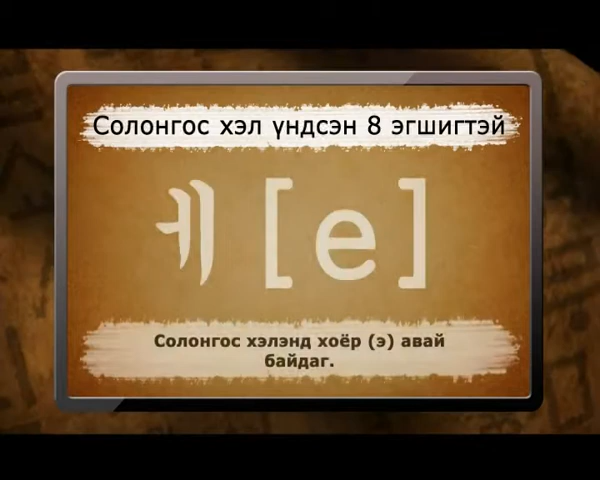 Солонгос хэл үндсэн 8 эгшигтэй
ㅔ [e]
Солонгос хэлэнд хоёр (э) авай
байдаг.